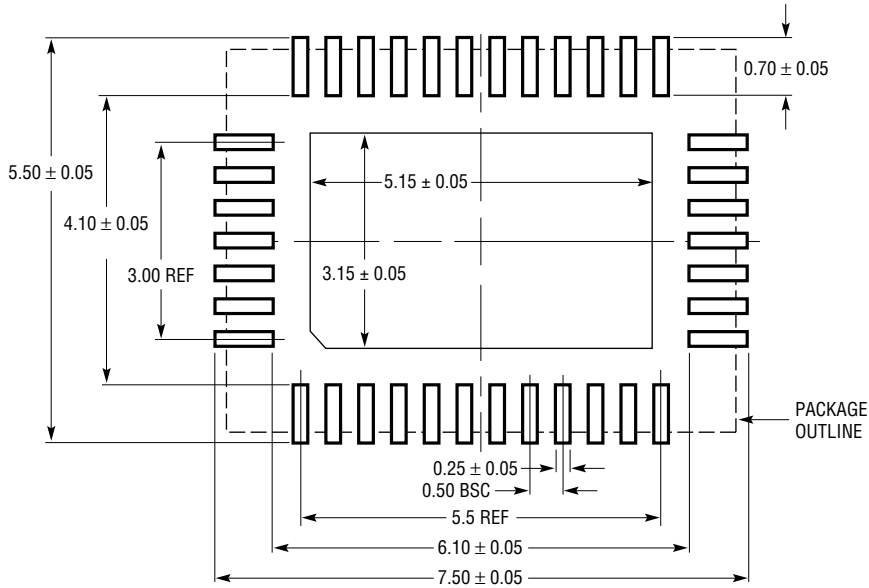 0.70 ± 0.05
5.50 ± 0.05
5.15 ± 0.05
4.10 ± 0.05
3.00 REF
3.15 ± 0.05
PACKAGE
OUTLINE
0.25 ± 0.05
0.50 BSC
5.5 REF
6.10 ± 0.05
7.50 ± 0.05